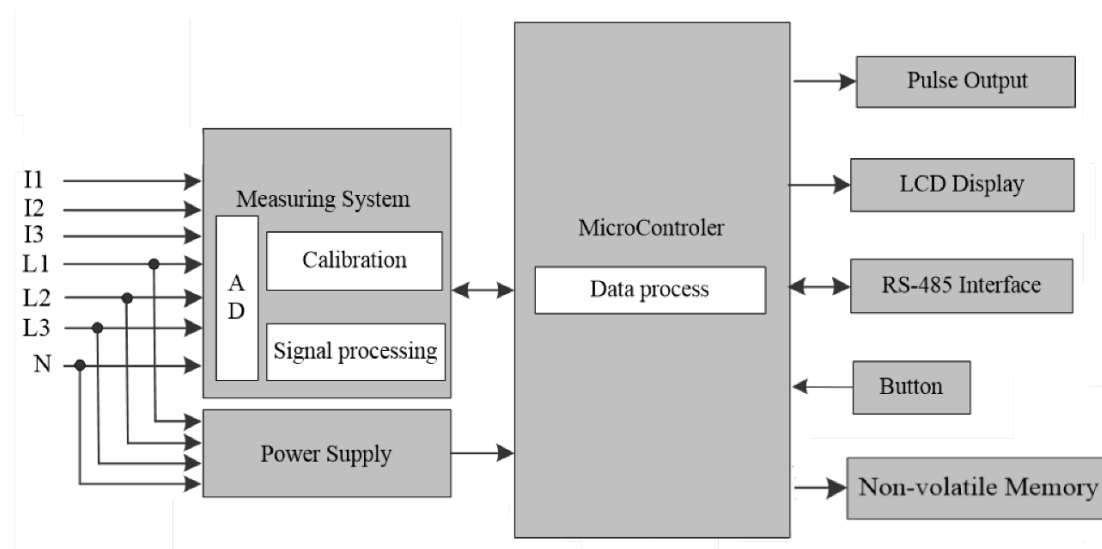 I1
I2
I3
L1
L2
L3
N
Measuring System
A
D
Calibration
Signal processing
Power Supply
MicroControler
Data process
Pulse Output
LCD Display
RS-485 Interface
Button
Non-volatile Memory